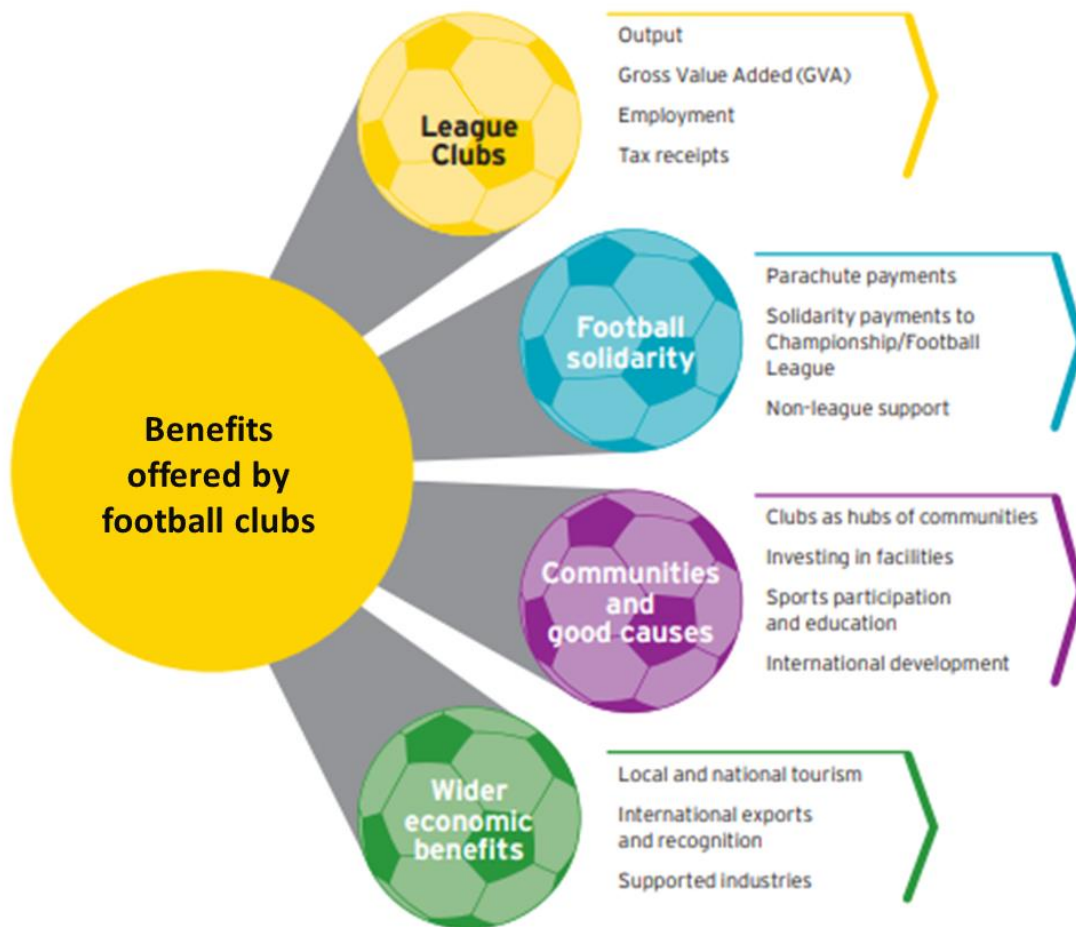 Benefits
offered by
football clubs
League
Clubs
Output
Gross Value Added (GVA)
Employment
Tax receipts
Football
solidarity
Parachute payments
Solidarity payments to
Championship/Football
League
Non-league support
Communities
and
good causes
Clubs as hubs of communities
Investing in facilities
Sports participation
and education
International development
Wider
economic
benefits
Local and national tourism
International exports
and recognition
Supported industries